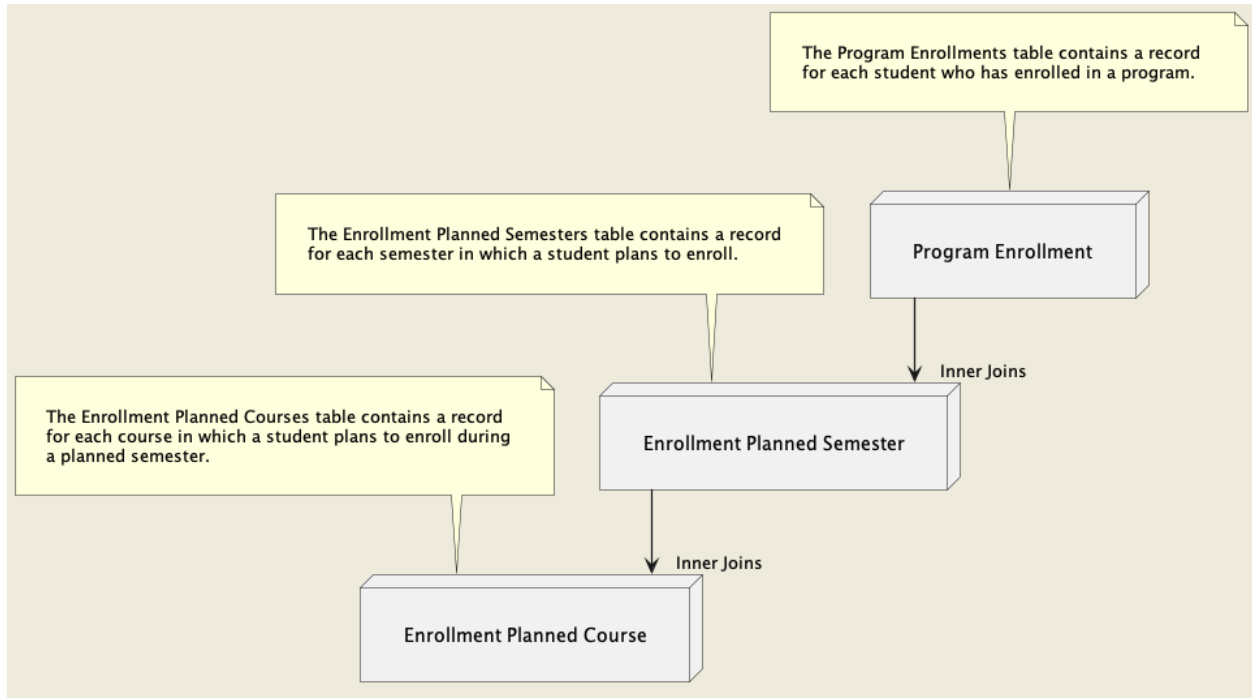 The Program Enrollments table contains a record
for each student who has enrolled in a program.
The Enrollment Planned Semesters table contains a record
for each semester in which a student plans to enroll.
Program Enrollment
Inner Joins
The Enrollment Planned Courses table contains a record
for each course in which a student plans to enroll during
a planned semester.
Enrollment Planned Semester
Inner Joins
Enrollment Planned Course